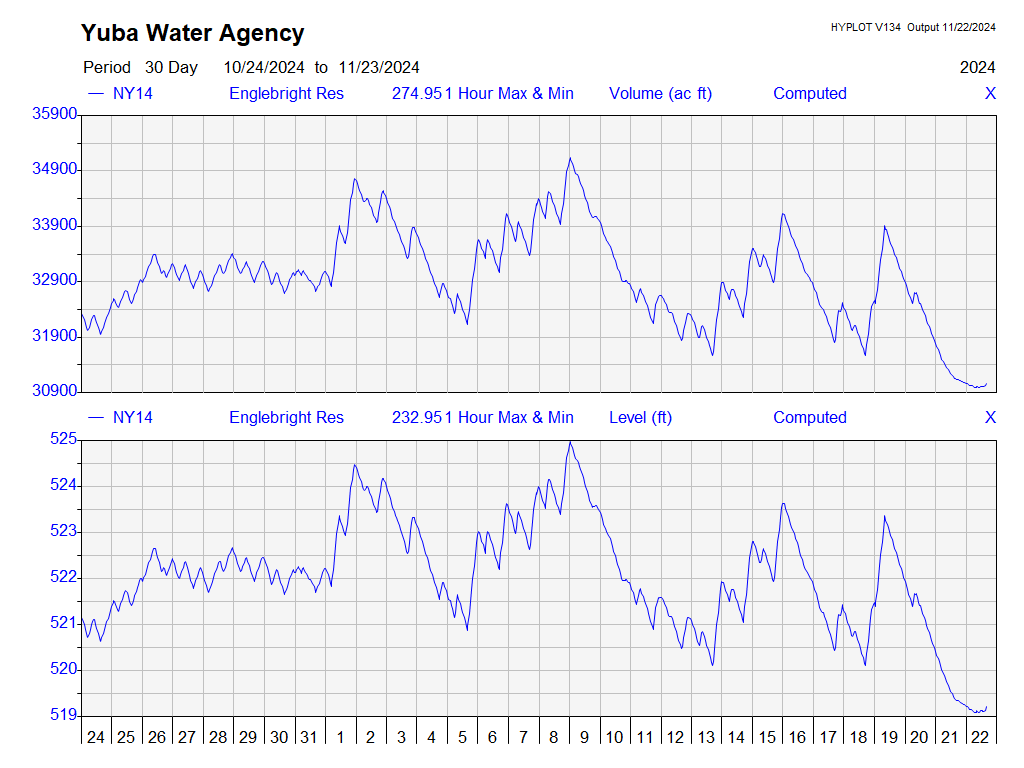 Yuba Water Agency
HYPLOT V134 Output 11/22/2024
Period 30 Day 10/24/2024 to 11/23/2024 2024
NY14 Englebright Res 274.951 Hour Max & Min Volume (ac ft) Computed X
35900
34900
33900
32900
31900
30900
NY14 Englebright Res 232.951 Hour Max & Min Level (ft) Computed X
525
524
523
522
521
520
519
24 25 26 27 28 29 30 31 1 2 3 4 5 6 7 8 9 10 11 12 13 14 15 16 17 18 19 20 21 22